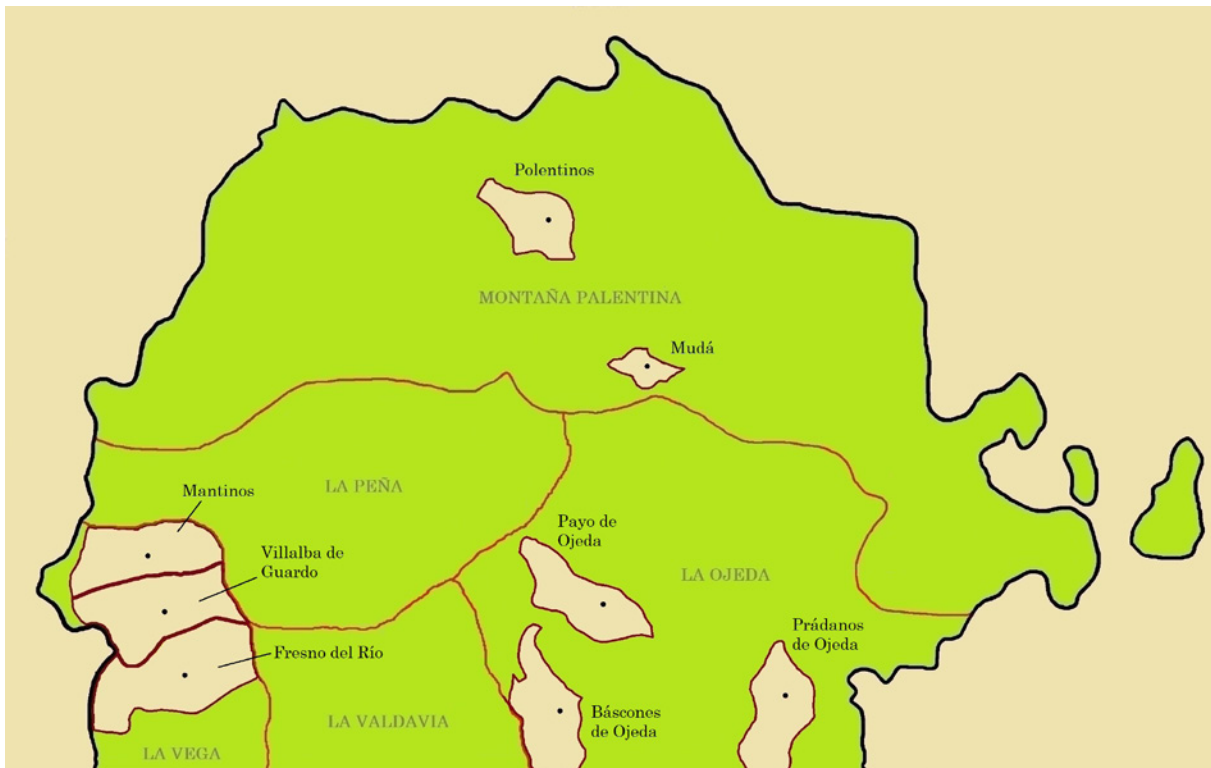 Polentinos
MONTAÑA PALENTINA
Mudá
LA PEÑA
Mantinos
Payo de
Ojeda
Villalba de
Guardo
LA OJEDA
Prádanos
de Ojeda
Fresno del Río
Báscones
de Ojeda
LA VALDAVIA
LA VEGA